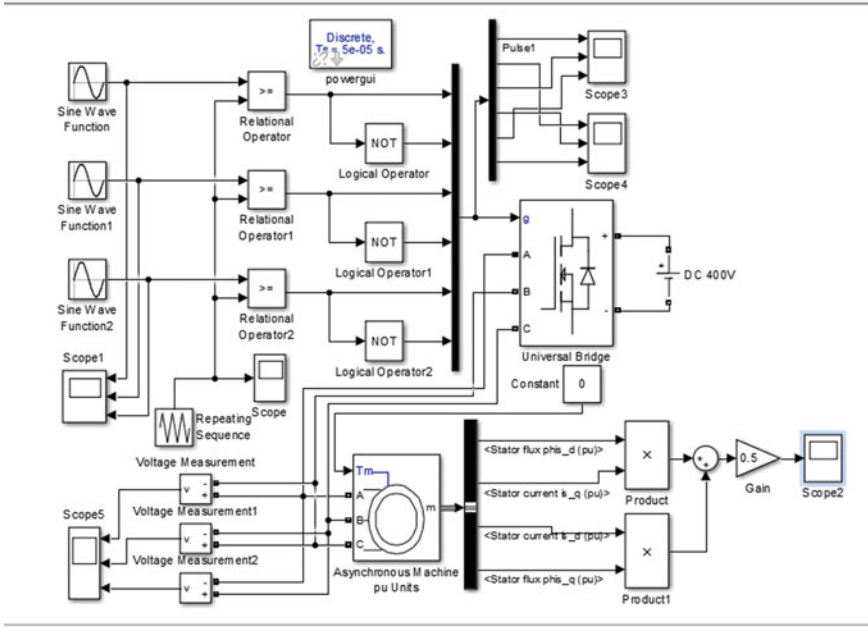 Discrete,
Ts = 5e-05 s.
powergui
Pulse1
Scope3
Sine Wave
Function
>=
Relational
Operator
NOT
Logical Operator
Scope4
Sine Wave
Function1
>=
Relational
Operator1
NOT
Logical Operator1
g
A
B
C
+
-
Universal Bridge
+
DC 400V
Sine Wave
Function2
>=
Relational
Operator2
NOT
Logical Operator2
Scope1
Repeating
Sequence
Scope
Constant
0
Voltage Measurement
v
-
+
Voltage Measurement1
v
-
+
Voltage Measurement2
v
-
+
Scope5
Tm
A
B
C
m
Asynchronous Machine
pu Units
<Stator flux phis_d (pu)>
<Stator current is_q (pu)>
<Stator current is_d (pu)>
<Stator flux phis_q (pu)>
×
Product
×
Product1
+
+
0.5
Gain
Scope2